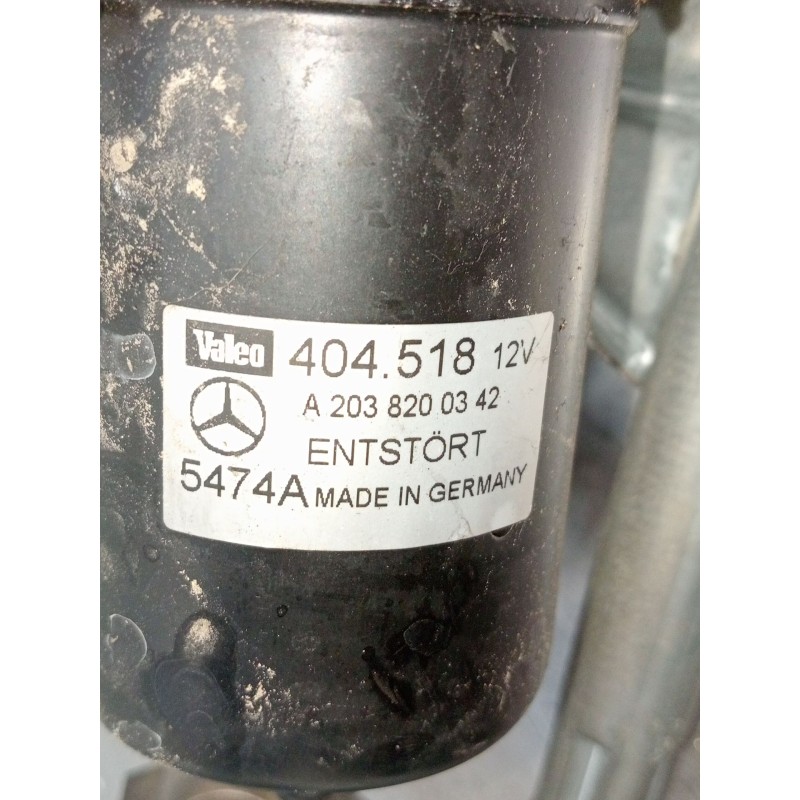 Valeo 404.518 12V
A 203 820 03 42
ENTSTÖRT
5474A MADE IN GERMANY